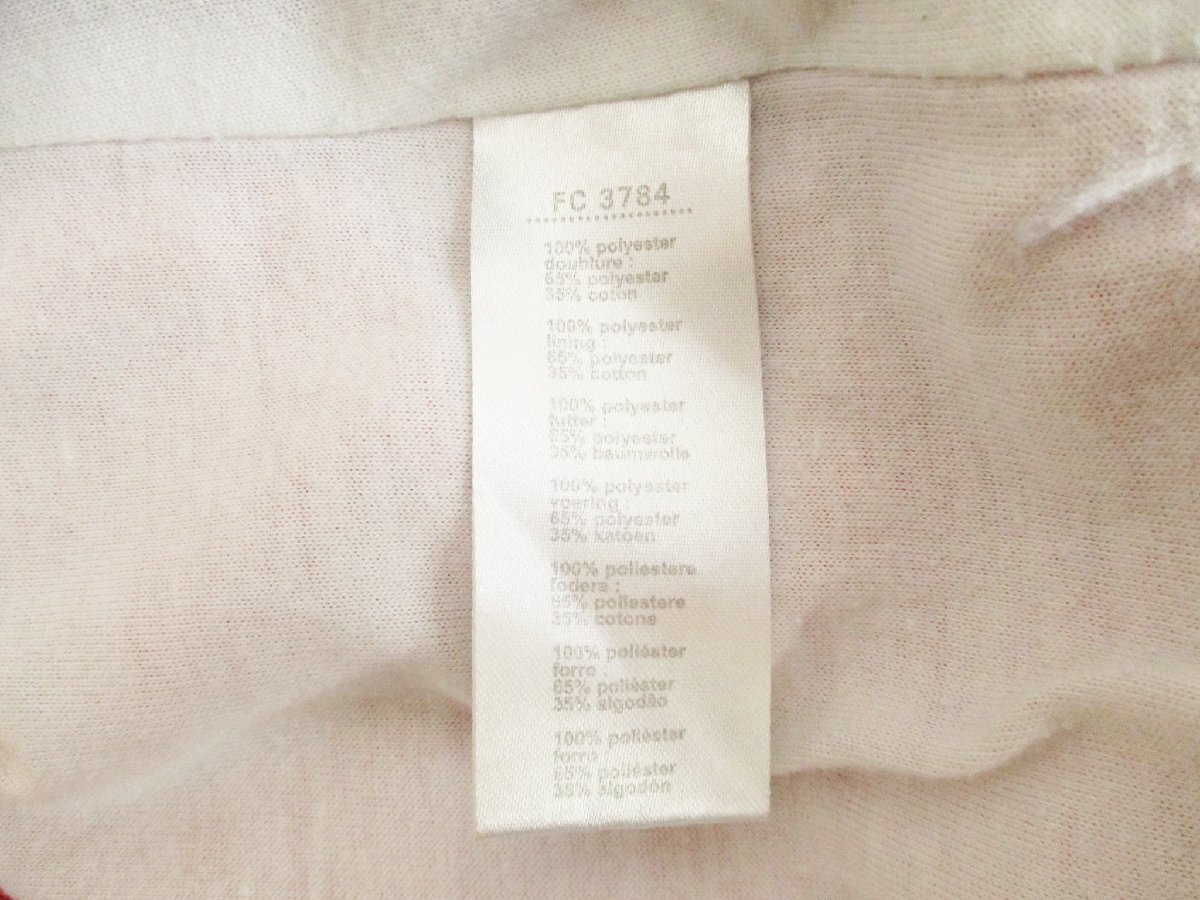 FC 3784
100% polyester
doublure :
65% polyester
35% coton
100% polyester
lining :
65% polyester
35% cotton
100% polyester
futter :
65% polyester
35% baumwolle
100% polyester
voering :
65% polyester
35% katoen
100% poliestere
fodera :
65% poliestere
35% cotone
100% poliéster
forro :
65% poliéster
35% algodão
100% poliéster
forro :
65% poliéster
35% algodón